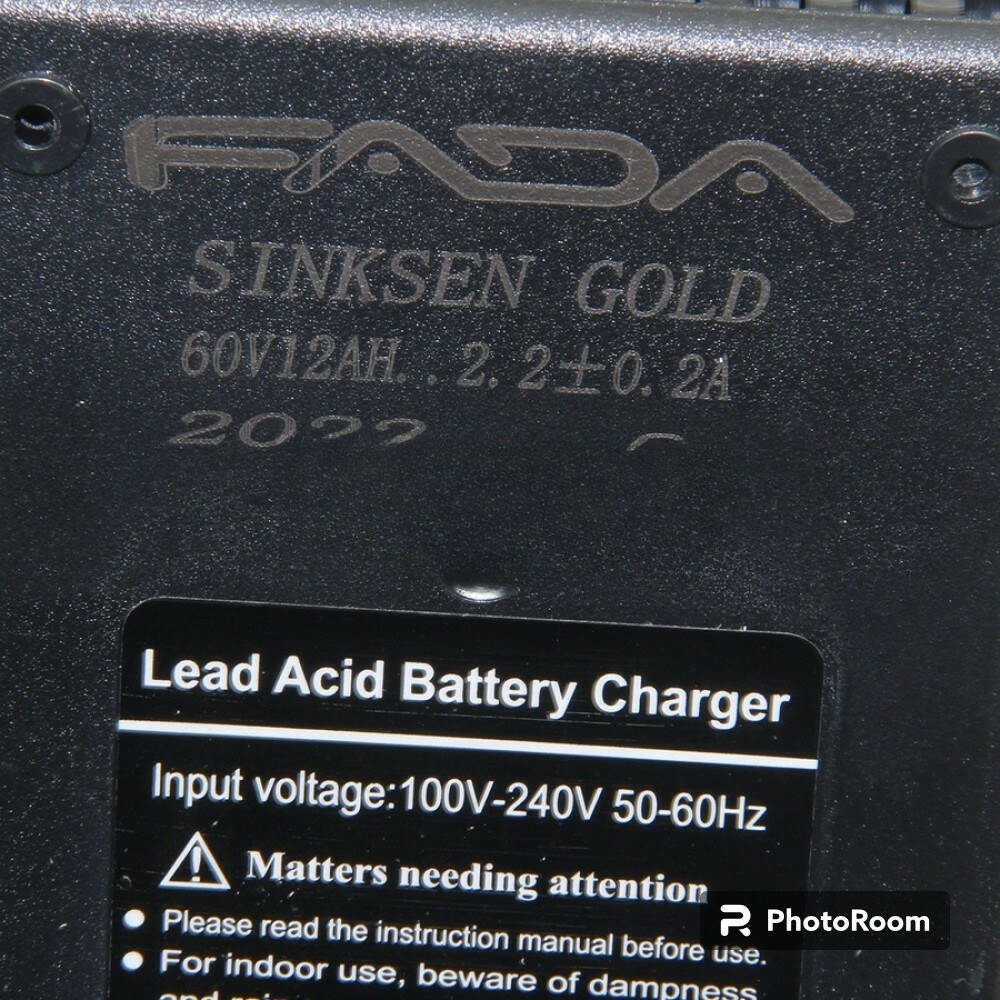 FADA
SINKSEN GOLD
60V12AH..2.2±0.2A
2022
Lead Acid Battery Charger
Input voltage:100V-240V 50-60Hz
Matters needing attention
● Please read the instruction manual before use.
● For indoor use, beware of dampness
PhotoRoom